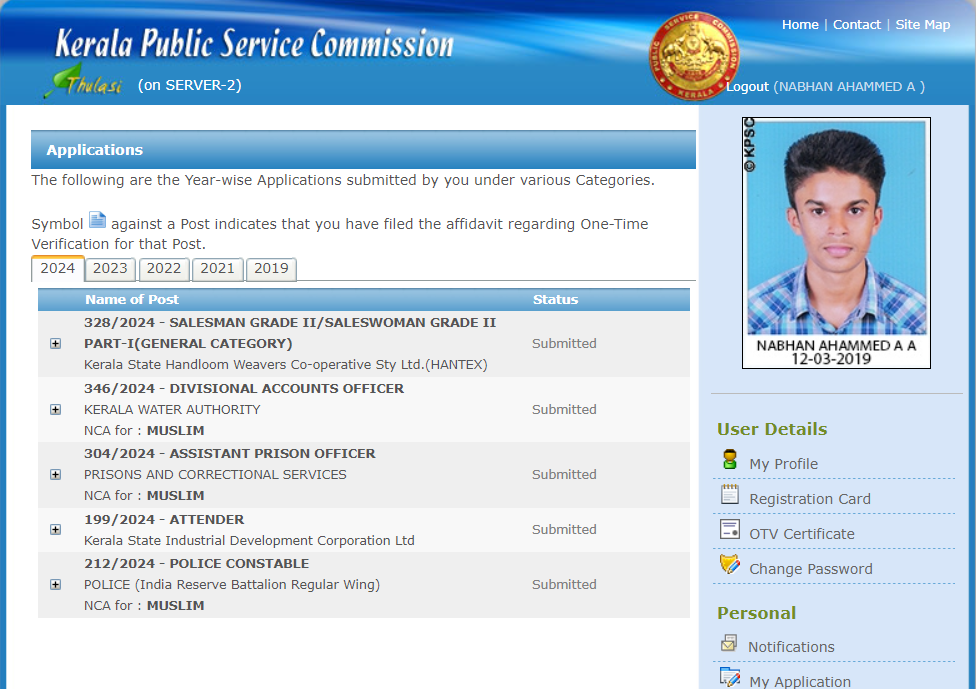 Home | Contact | Site Map
Kerala Public Service Commission
Thulasi (on SERVER-2)
Logout (NABHAN AHAMMED A )
Applications
The following are the Year-wise Applications submitted by you under various Categories.
Symbol against a Post indicates that you have filed the affidavit regarding One-Time
Verification for that Post.
2024 2023 2022 2021 2019
Name of Post Status
328/2024 - SALESMAN GRADE II/SALESWOMAN GRADE II
PART-I(GENERAL CATEGORY) Submitted
Kerala State Handloom Weavers Co-operative Sty Ltd.(HANTEX)
346/2024 - DIVISIONAL ACCOUNTS OFFICER
KERALA WATER AUTHORITY Submitted
NCA for : MUSLIM
304/2024 - ASSISTANT PRISON OFFICER
PRISONS AND CORRECTIONAL SERVICES Submitted
NCA for : MUSLIM
199/2024 - ATTENDER
Submitted
Kerala State Industrial Development Corporation Ltd
212/2024 - POLICE CONSTABLE
POLICE (India Reserve Battalion Regular Wing) Submitted
NCA for : MUSLIM
© KPSC
NABHAN AHAMMED A A
12-03-2019
User Details
My Profile
Registration Card
OTV Certificate
Change Password
Personal
Notifications
My Application
PUBLIC SERVICE COMMISSION
KERALA